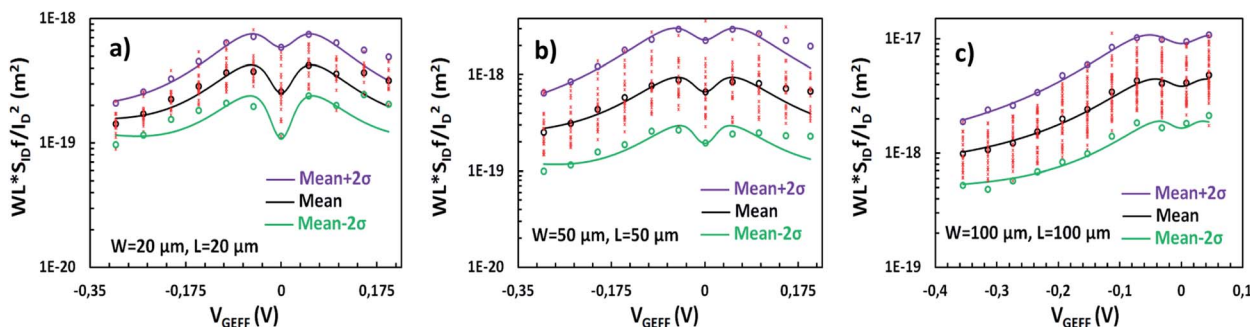 WL*S_ID f/I_D² (m²)
1E-18
1E-19
1E-20
a)
Mean+2σ
Mean
Mean-2σ
W=20 μm, L=20 μm
-0,35
-0,175
0
0,175
V_GEFF (V)
WL*S_ID f/I_D² (m²)
1E-18
1E-19
1E-20
b)
Mean+2σ
Mean
Mean-2σ
W=50 μm, L=50 μm
-0,35
-0,175
0
0,175
V_GEFF (V)
WL*S_ID f/I_D² (m²)
1E-17
1E-18
1E-19
c)
Mean+2σ
Mean
Mean-2σ
W=100 μm, L=100 μm
-0,4
-0,3
-0,2
-0,1
0
0,1
V_GEFF (V)